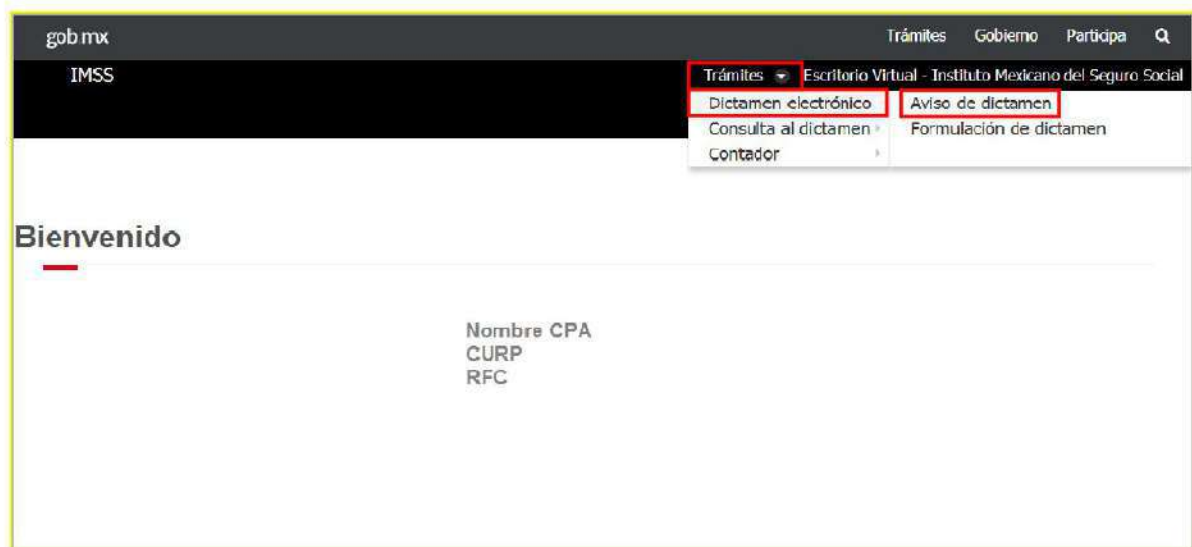 gob mx Trámites Gobierno Participa
IMSS Trámites Escritorio Virtual - Instituto Mexicano del Seguro Social
Dictamen electrónico Aviso de dictamen
Consulta al dictamen Formulación de dictamen
Contador
Bienvenido
Nombre CPA
CURP
RFC